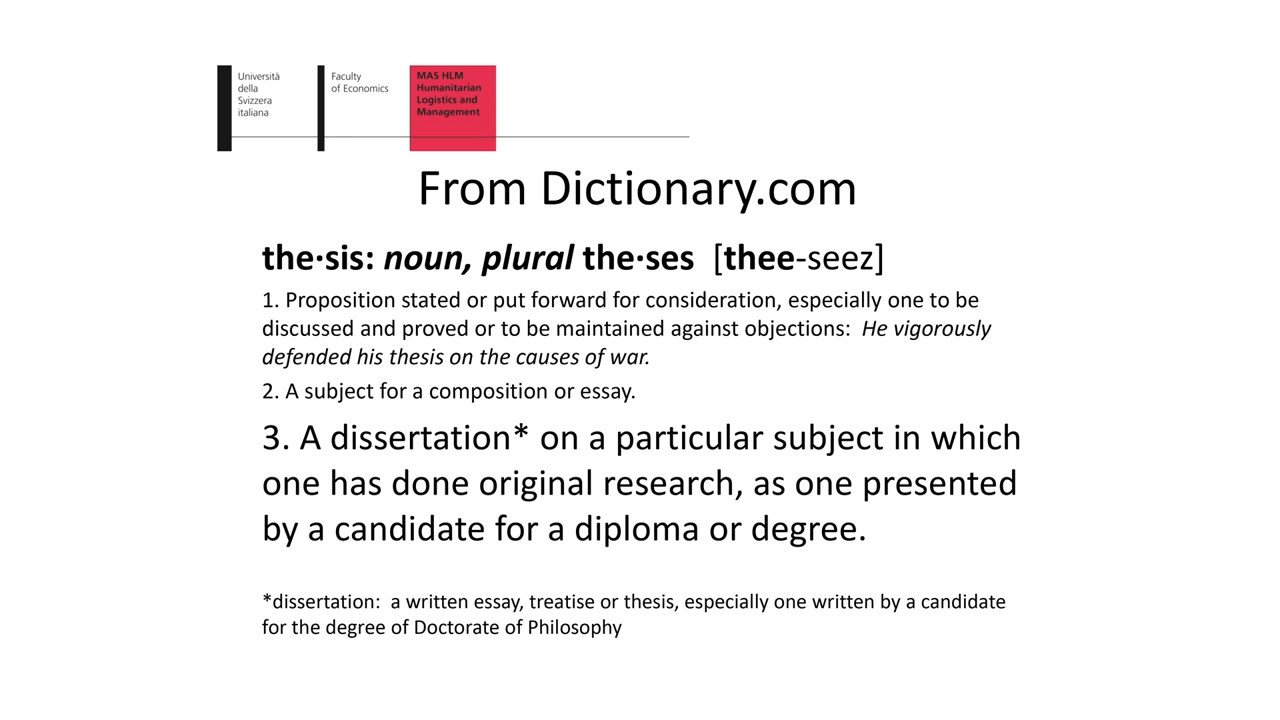 Università
della
Svizzera
italiana
Faculty
of Economics
MAS HLM
Humanitarian
Logistics and
Management
From Dictionary.com
the·sis: noun, plural the·ses [thee-seez]
1. Proposition stated or put forward for consideration, especially one to be
discussed and proved or to be maintained against objections: He vigorously
defended his thesis on the causes of war.
2. A subject for a composition or essay.
3. A dissertation* on a particular subject in which
one has done original research, as one presented
by a candidate for a diploma or degree.
*dissertation: a written essay, treatise or thesis, especially one written by a candidate
for the degree of Doctorate of Philosophy